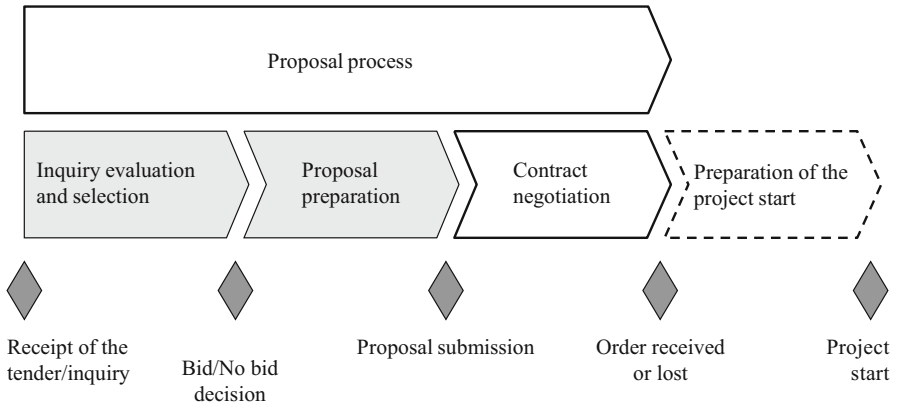 Proposal process
Inquiry evaluation
and selection
Proposal
preparation
Contract
negotiation
Preparation of the
project start
Receipt of the
tender/inquiry
Bid/No bid
decision
Proposal submission
Order received
or lost
Project
start